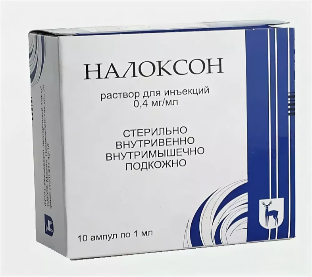 НАЛОКСОН
раствор для инъекций
0,4 мг/мл
СТЕРИЛЬНО
ВНУТРИВЕННО
ВНУТРИМЫШЕЧНО
ПОДКОЖНО
10 ампул по 1 мл